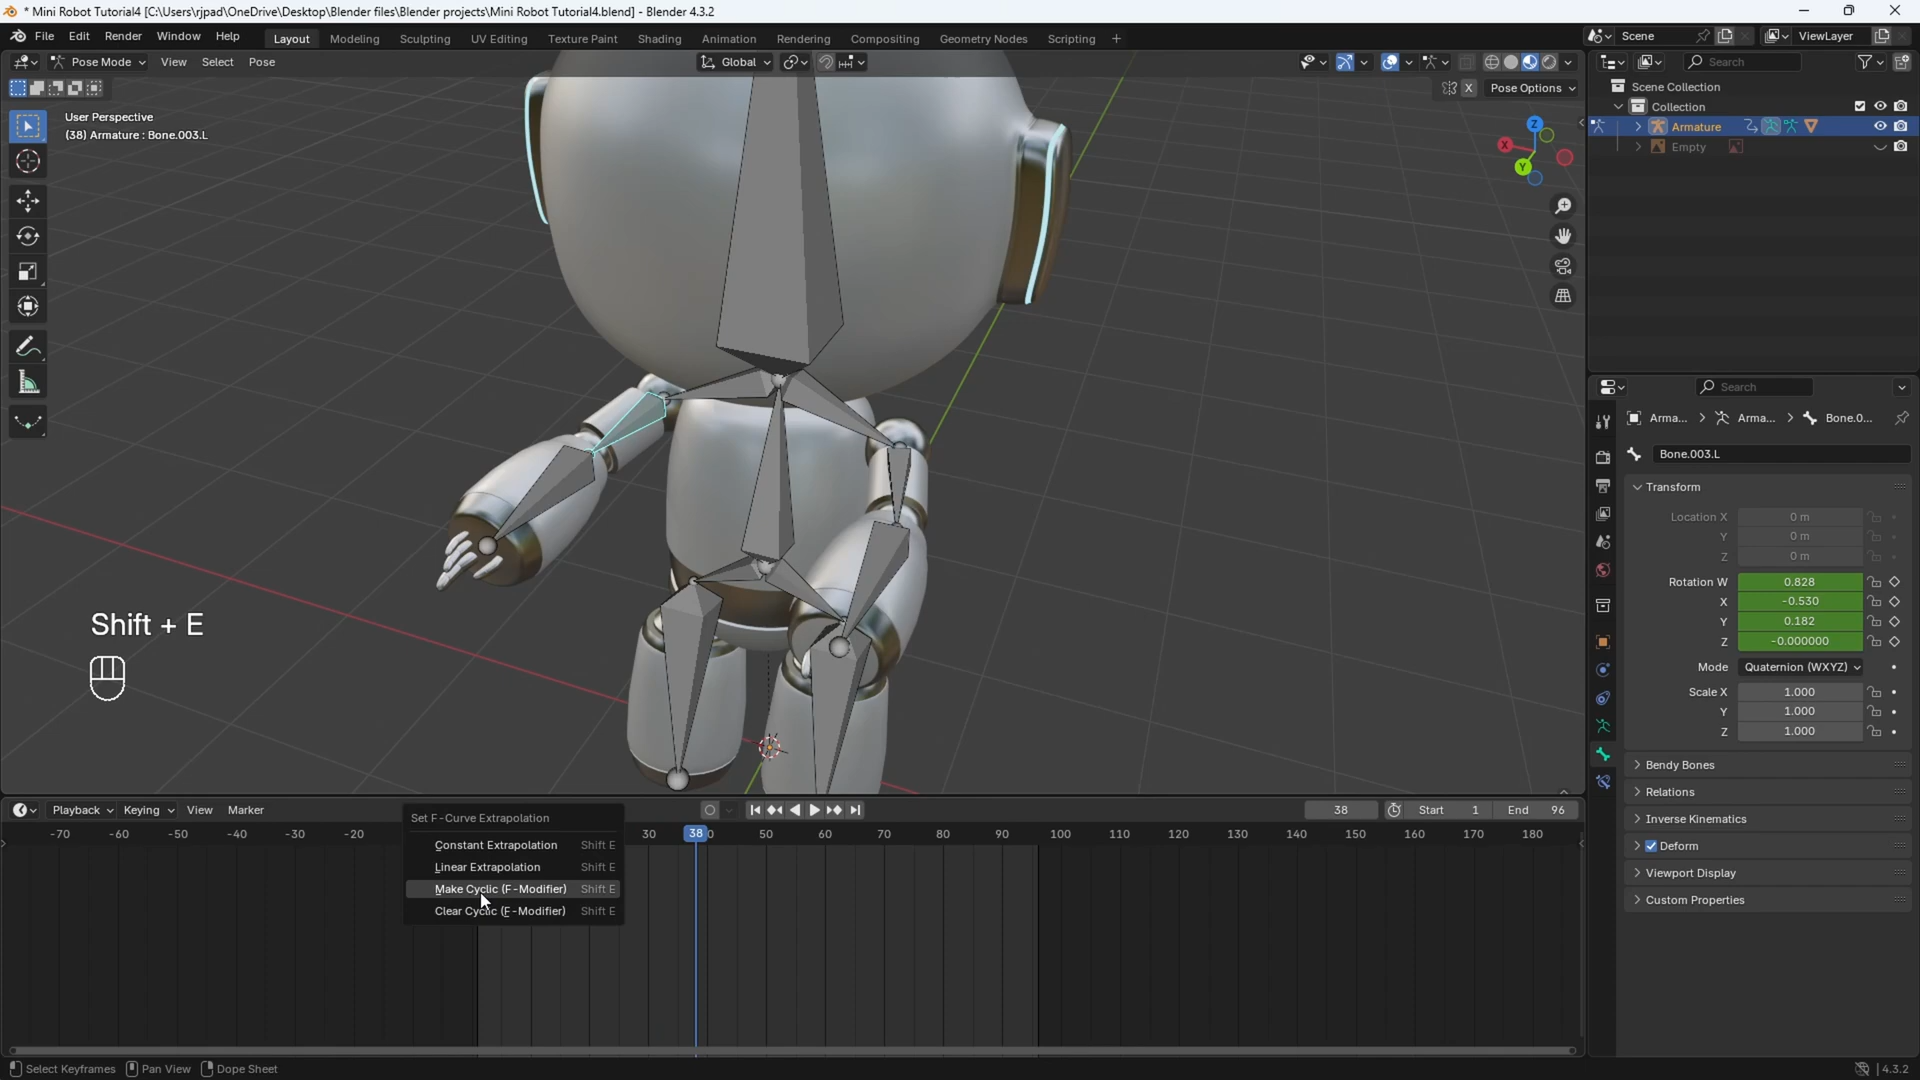 * Mini Robot Tutorial4 [C:\Users\rjpad\OneDrive\Desktop\Blender files\Blender projects\Mini Robot Tutorial4.blend] - Blender 4.3.2
File Edit Render Window Help Layout Modeling Sculpting UV Editing Texture Paint Shading Animation Rendering Compositing Geometry Nodes Scripting + Scene ViewLayer
Pose Mode View Select Pose Global Search
X Pose Options Scene Collection
User Perspective Collection
(38) Armature : Bone.003.L Armature
Empty
Z
X
Y
Search
Arma... Arma... Bone.0...
Bone.003.L
Transform
Location X 0 m
Y 0 m
Z 0 m
Rotation W 0.828
X -0.530
Y 0.182
Z -0.000000
Mode Quaternion (WXYZ)
Scale X 1.000
Y 1.000
Z 1.000
Bendy Bones
Relations
Inverse Kinematics
Deform
Viewport Display
Custom Properties
Shift + E
Playback Keying View Marker 38 Start 1 End 96
-70 -60 -50 -40 -30 -20 30 38 0 50 60 70 80 90 100 110 120 130 140 150 160 170 180
Set F-Curve Extrapolation
Constant Extrapolation Shift E
Linear Extrapolation Shift E
Make Cyclic (F-Modifier) Shift E
Clear Cyclic (F-Modifier) Shift E
Select Keyframes Pan View Dope Sheet 4.3.2